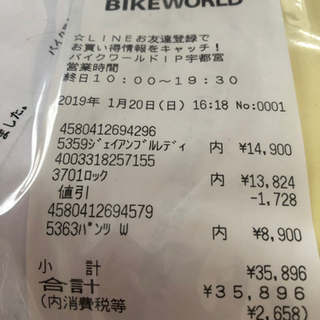 BIKEWORLD
☆LINEお友達登録で
お買い得情報をキャッチ!
バイクワールドIP宇都宮
営業時間
終日10:00~19:30
2019年 1月20日(日) 16:18 No:0001
4580412694296
5359ジェイアンブルレディ 内 ¥14,900
4003318257155
3701ロック 内 ¥13,824
値引 -1,728
4580412694579
5363パンツ W 内 ¥8,900
小 計 ¥35,896
合計 ¥35,896
(内消費税等 ¥2,658)
ました。